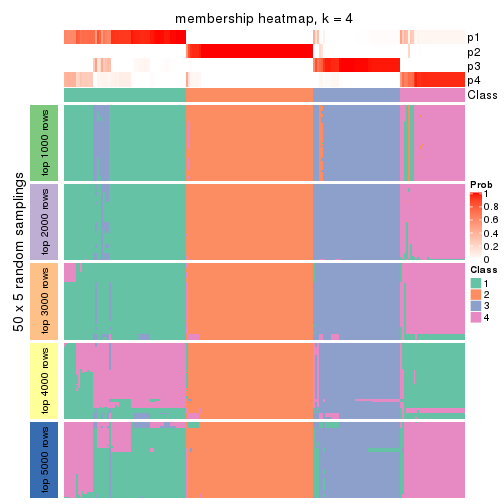 membership heatmap, k = 4
p1
p2
p3
p4
Class
50 x 5 random samplings
top 1000 rows
top 2000 rows
top 3000 rows
top 4000 rows
top 5000 rows
Prob
1
0.8
0.6
0.4
0.2
0
Class
1
2
3
4